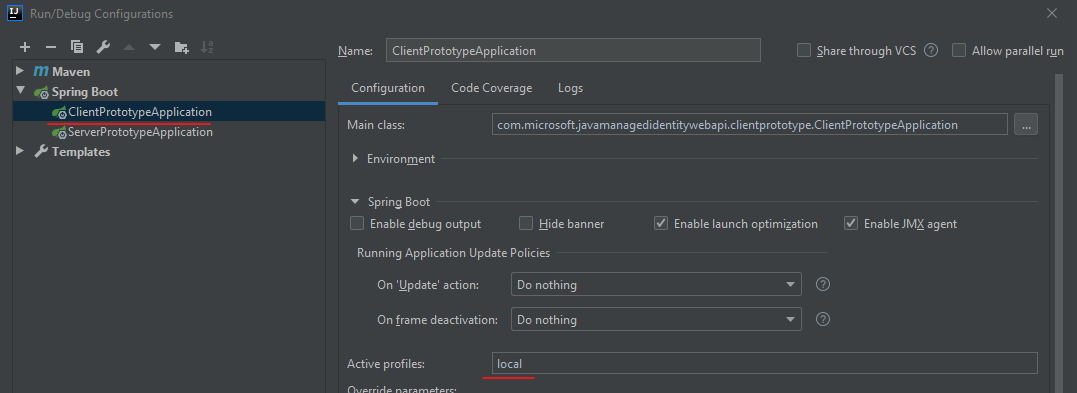 IJ Run/Debug Configurations
Name: ClientPrototypeApplication Share through VCS ? Allow parallel run
m Maven
Spring Boot
ClientPrototypeApplication
ServerPrototypeApplication
Templates
Configuration Code Coverage Logs
Main class: com.microsoft.javamanagedidentitywebapi.clientprototype.ClientPrototypeApplication ...
Environment
Spring Boot
Enable debug output Hide banner Enable launch optimization Enable JMX agent
Running Application Update Policies
On 'Update' action: Do nothing ?
On frame deactivation: Do nothing ?
Active profiles: local
Override parameters: